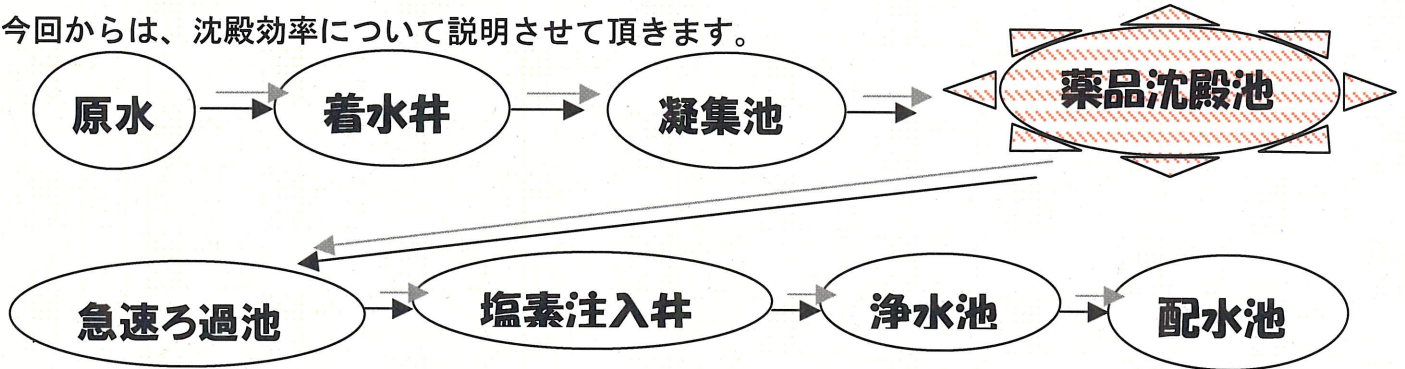 今回からは、沈殿効率について説明させて頂きます。
原水
着水井
凝集池
薬品沈殿池
急速ろ過池
塩素注入井
浄水池
配水池